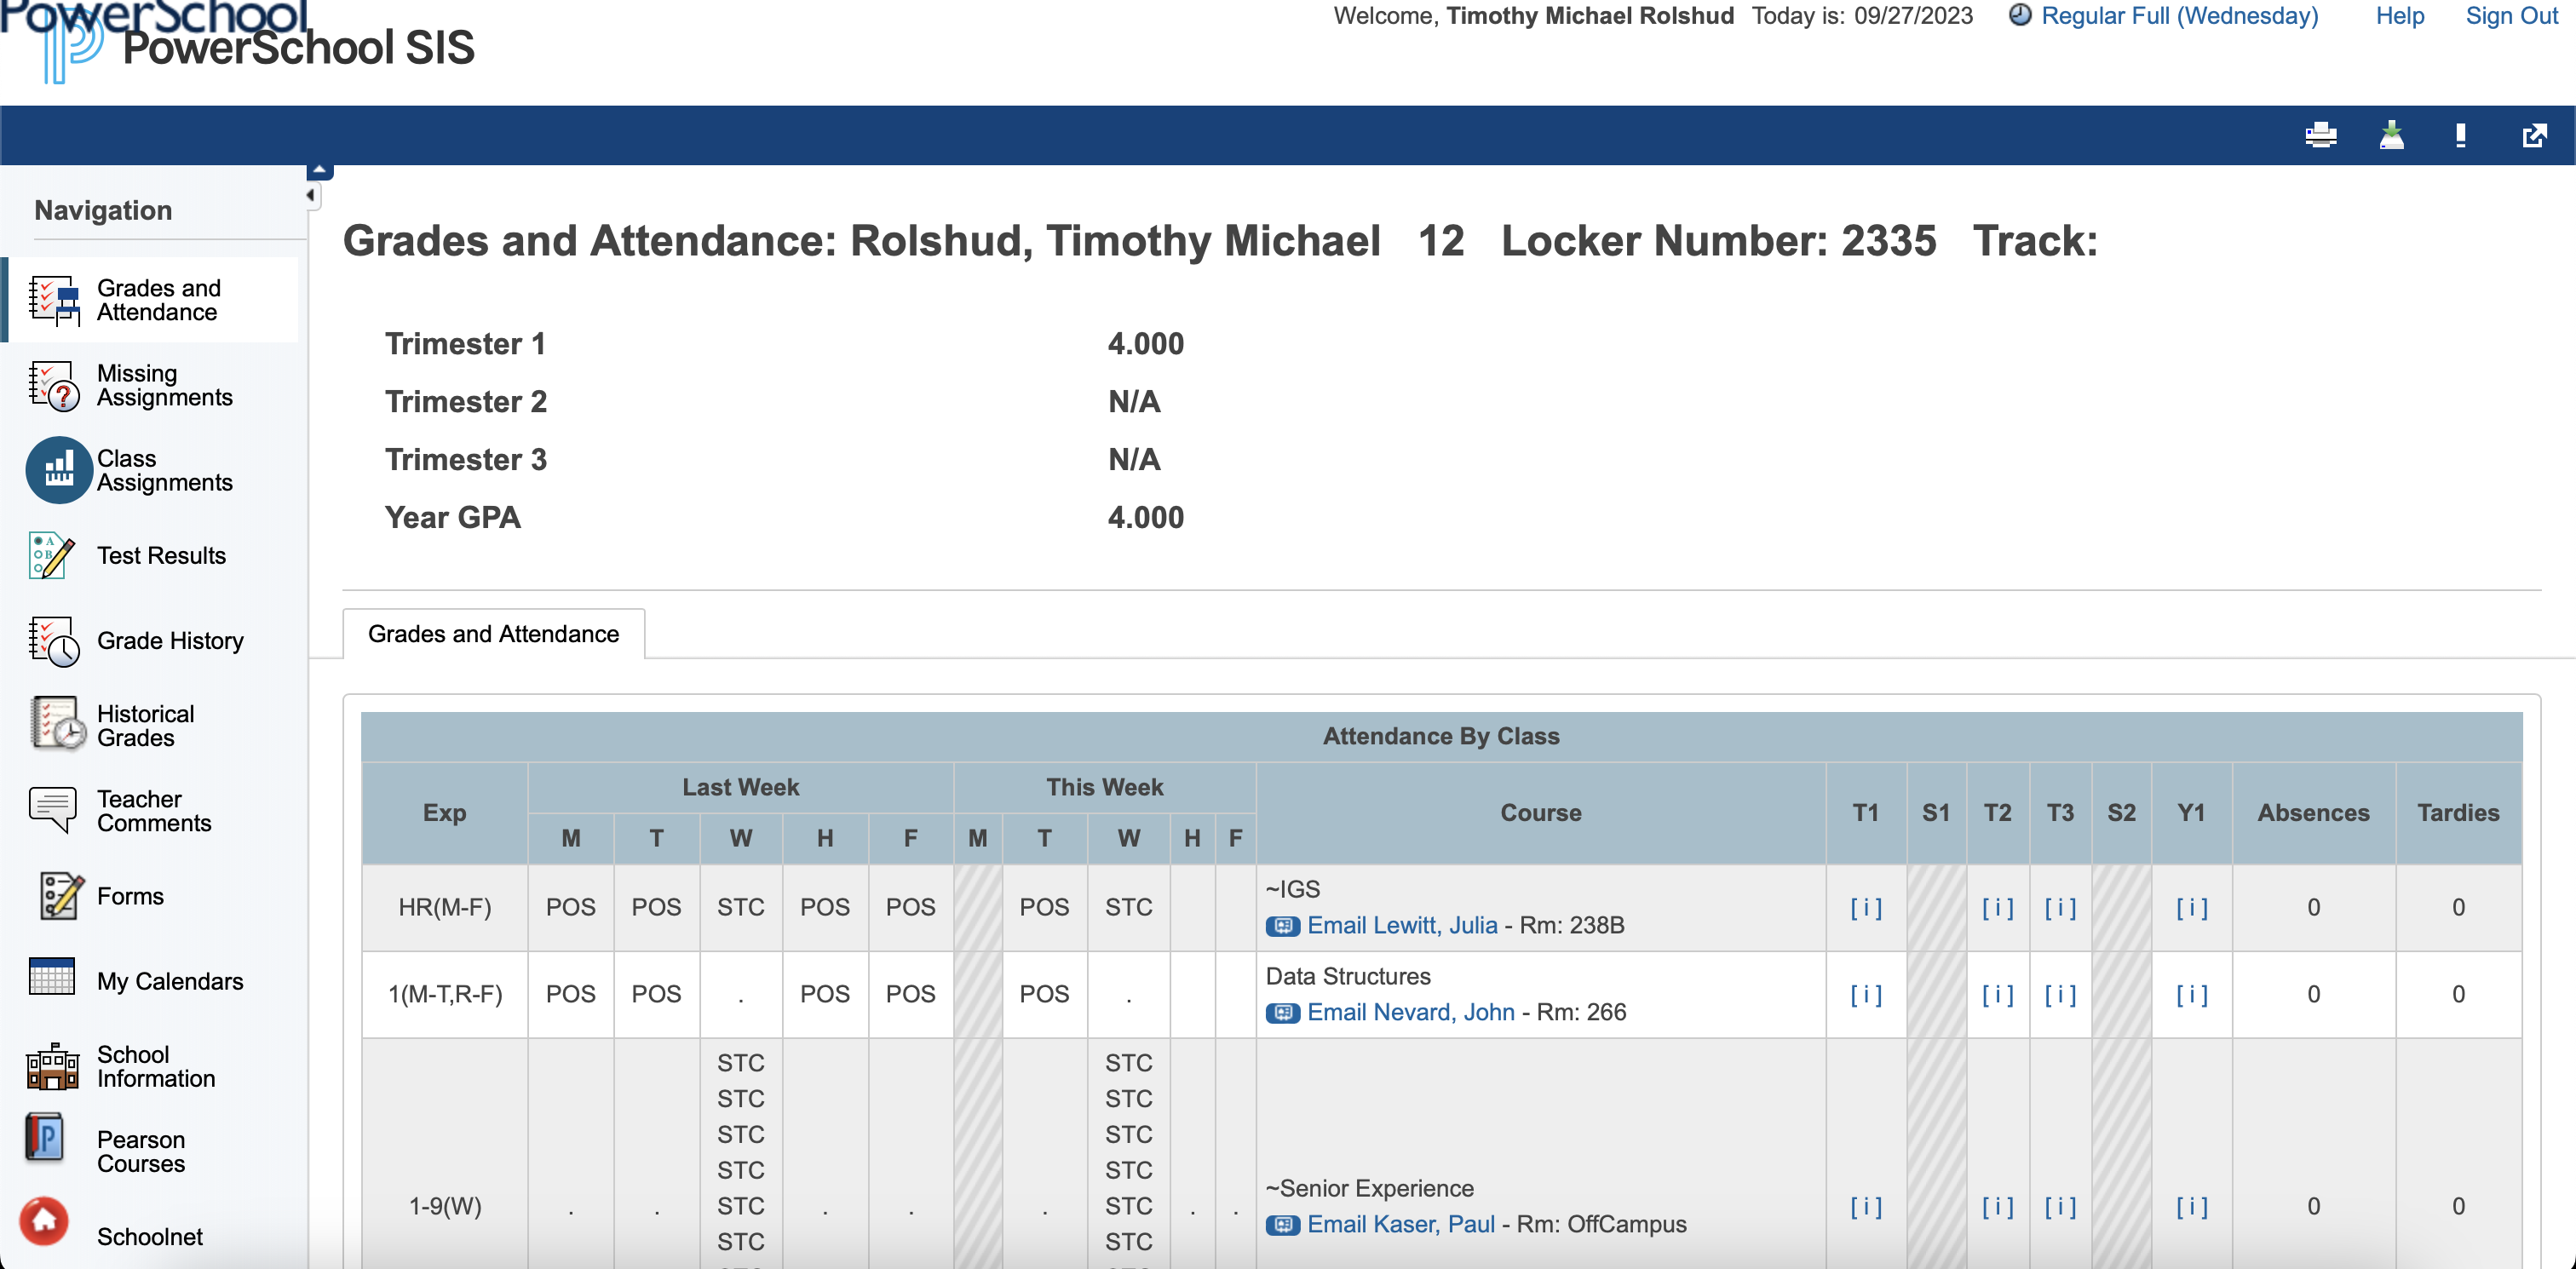 PowerSchool
PowerSchool SIS
Welcome, Timothy Michael Rolshud Today is: 09/27/2023 Regular Full (Wednesday) Help Sign Out
Navigation
Grades and
Attendance
Missing
Assignments
Class
Assignments
Test Results
Grade History
Historical
Grades
Teacher
Comments
Forms
My Calendars
School
Information
Pearson
Courses
Schoolnet
Grades and Attendance: Rolshud, Timothy Michael 12 Locker Number: 2335 Track:
Trimester 1 4.000
Trimester 2 N/A
Trimester 3 N/A
Year GPA 4.000
Grades and Attendance
Attendance By Class
Exp Last Week This Week Course T1 S1 T2 T3 S2 Y1 Absences Tardies
M T W H F M T W H F
HR(M-F) POS POS STC POS POS POS STC ~IGS [ i ] [ i ] [ i ] [ i ] 0 0
Email Lewitt, Julia - Rm: 238B
1(M-T,R-F) POS POS . POS POS POS . Data Structures [ i ] [ i ] [ i ] [ i ] 0 0
Email Nevard, John - Rm: 266
STC STC
STC STC
STC STC
STC STC
~Senior Experience
1-9(W) . . STC . . . STC . . [ i ] [ i ] [ i ] [ i ] 0 0
Email Kaser, Paul - Rm: OffCampus
STC STC